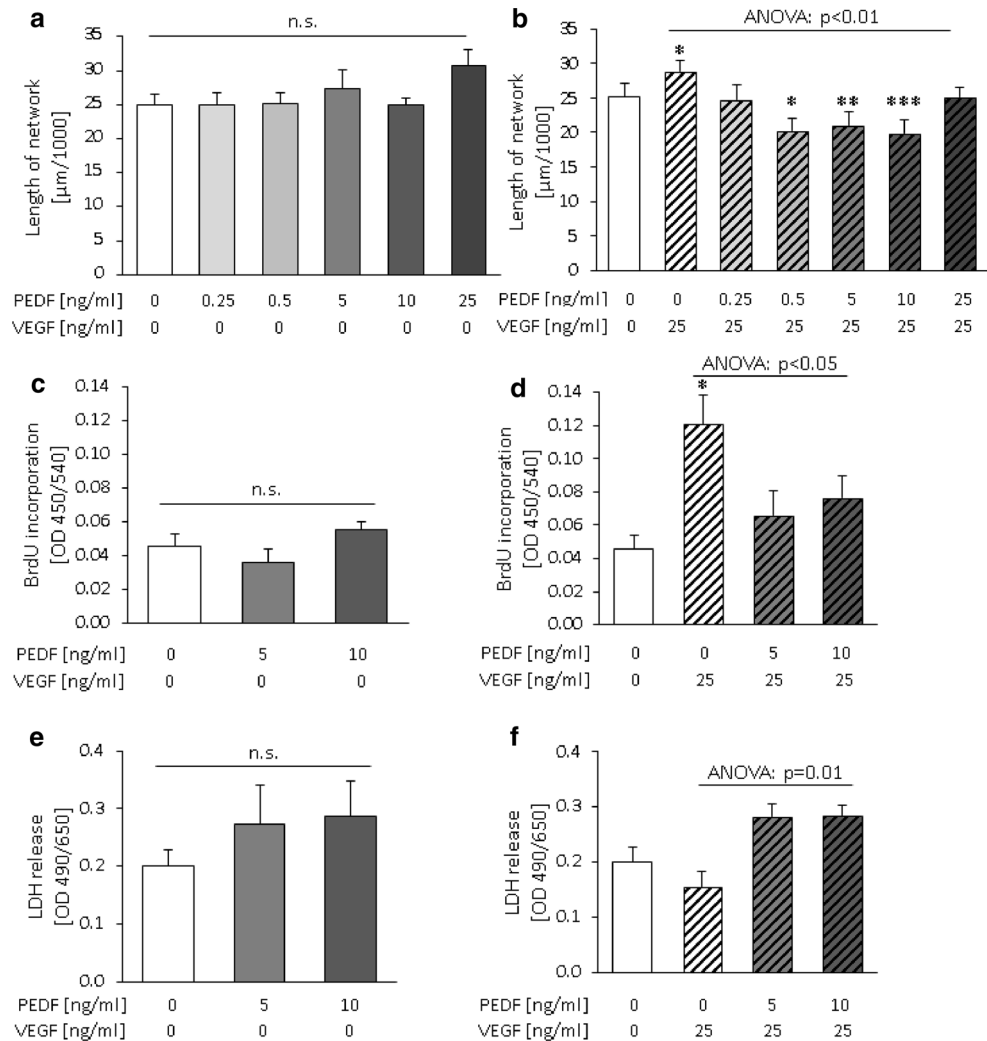 a
n.s.
Length of network
[µm/1000]
35
30
25
20
15
10
5
0
PEDF [ng/ml] 0 0.25 0.5 5 10 25
VEGF [ng/ml] 0 0 0 0 0 0
b
ANOVA: p<0.01
Length of network
[µm/1000]
35
30
25
20
15
10
5
0
* * ** ***
PEDF [ng/ml] 0 0 0.25 0.5 5 10 25
VEGF [ng/ml] 0 25 25 25 25 25 25
c
n.s.
BrdU incorporation
[OD 450/540]
0.14
0.12
0.10
0.08
0.06
0.04
0.02
0.00
PEDF [ng/ml] 0 5 10
VEGF [ng/ml] 0 0 0
d
ANOVA: p<0.05
*
BrdU incorporation
[OD 450/540]
0.14
0.12
0.10
0.08
0.06
0.04
0.02
0.00
PEDF [ng/ml] 0 0 5 10
VEGF [ng/ml] 0 25 25 25
e
n.s.
LDH release
[OD 490/650]
0.4
0.3
0.2
0.1
0.0
PEDF [ng/ml] 0 5 10
VEGF [ng/ml] 0 0 0
f
ANOVA: p=0.01
LDH release
[OD 490/650]
0.4
0.3
0.2
0.1
0.0
PEDF [ng/ml] 0 0 5 10
VEGF [ng/ml] 0 25 25 25